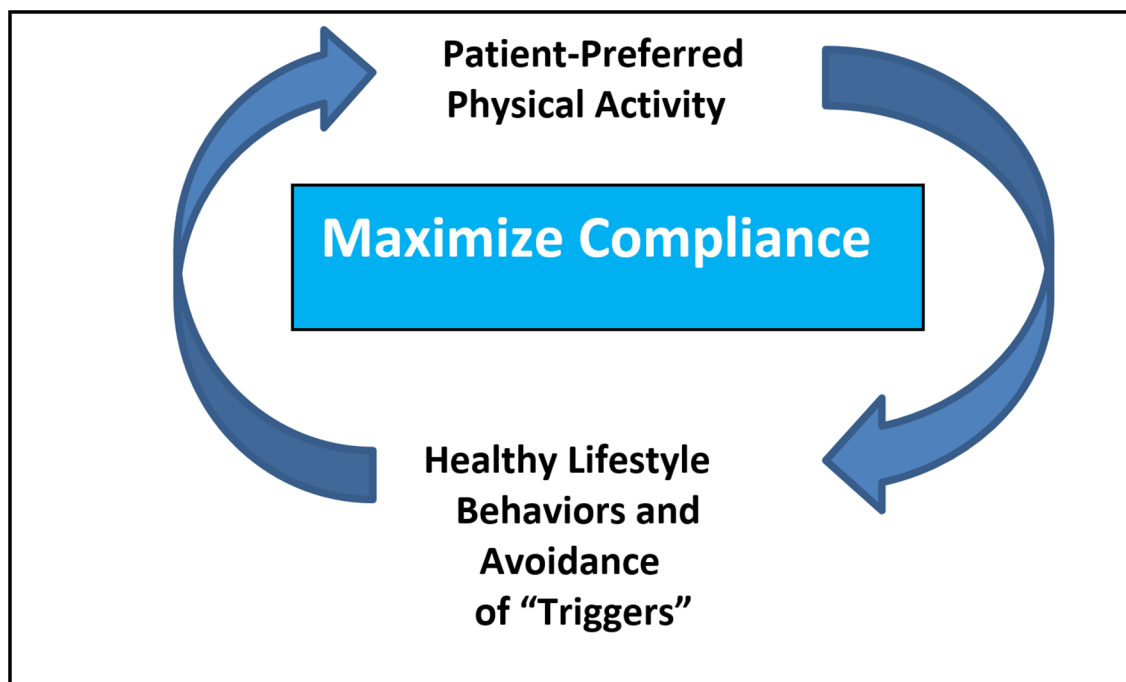 Patient-Preferred
Physical Activity
Maximize Compliance
Healthy Lifestyle
Behaviors and
Avoidance
of “Triggers”